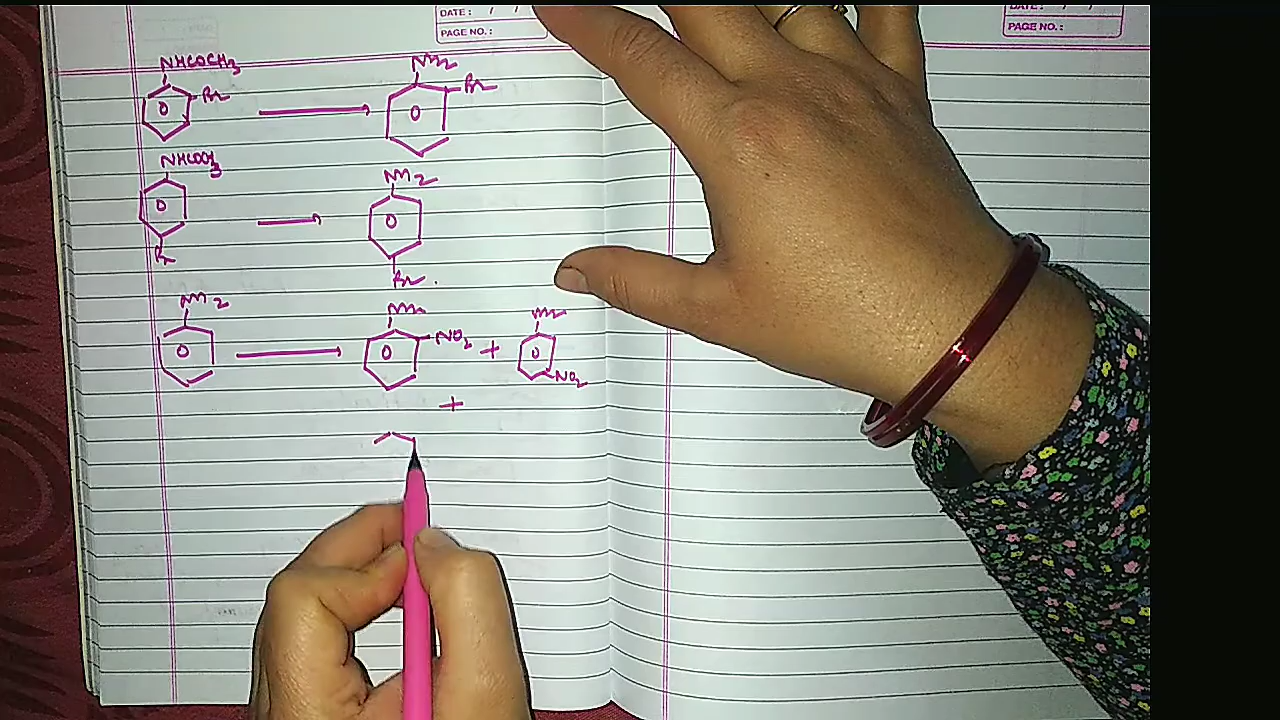 DATE: / /
PAGE NO.:
DATE: / /
PAGE NO.:
NHCOCH3
Br
NH2
Br
NHCOCH3
Br
NH2
Br
NH2
NH2
NO2
+
NH2
NO2
+